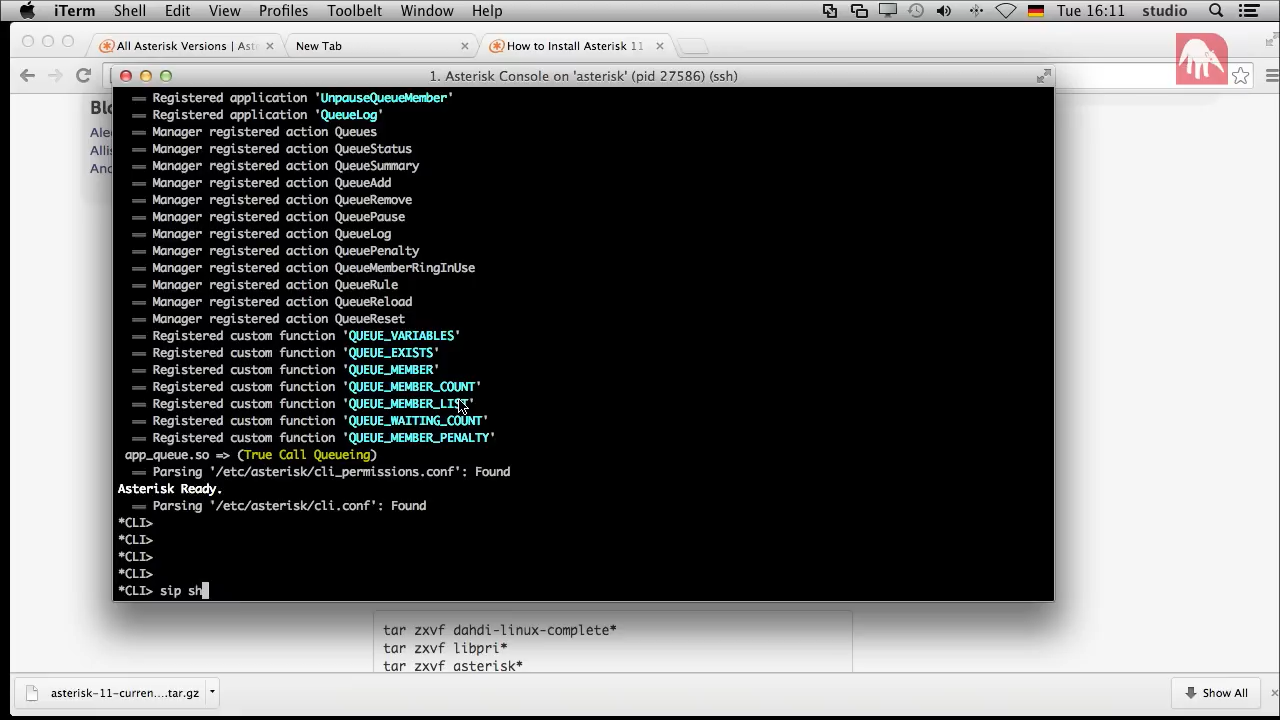 iTerm Shell Edit View Profiles Toolbelt Window Help Tue 16:11 studio
All Asterisk Versions | Ast New Tab How to Install Asterisk 11
1. Asterisk Console on 'asterisk' (pid 27586) (ssh)
Blo
Ale
Allis
And
== Registered application 'UnpauseQueueMember'
== Registered application 'QueueLog'
== Manager registered action Queues
== Manager registered action QueueStatus
== Manager registered action QueueSummary
== Manager registered action QueueAdd
== Manager registered action QueueRemove
== Manager registered action QueuePause
== Manager registered action QueueLog
== Manager registered action QueuePenalty
== Manager registered action QueueMemberRingInUse
== Manager registered action QueueRule
== Manager registered action QueueReload
== Manager registered action QueueReset
== Registered custom function 'QUEUE_VARIABLES'
== Registered custom function 'QUEUE_EXISTS'
== Registered custom function 'QUEUE_MEMBER'
== Registered custom function 'QUEUE_MEMBER_COUNT'
== Registered custom function 'QUEUE_MEMBER_LIST'
== Registered custom function 'QUEUE_WAITING_COUNT'
== Registered custom function 'QUEUE_MEMBER_PENALTY'
app_queue.so => (True Call Queueing)
== Parsing '/etc/asterisk/cli_permissions.conf': Found
Asterisk Ready.
== Parsing '/etc/asterisk/cli.conf': Found
*CLI>
*CLI>
*CLI>
*CLI>
*CLI> sip sh
tar zxvf dahdi-linux-complete*
tar zxvf libpri*
tar zxvf asterisk*
asterisk-11-curren....tar.gz Show All